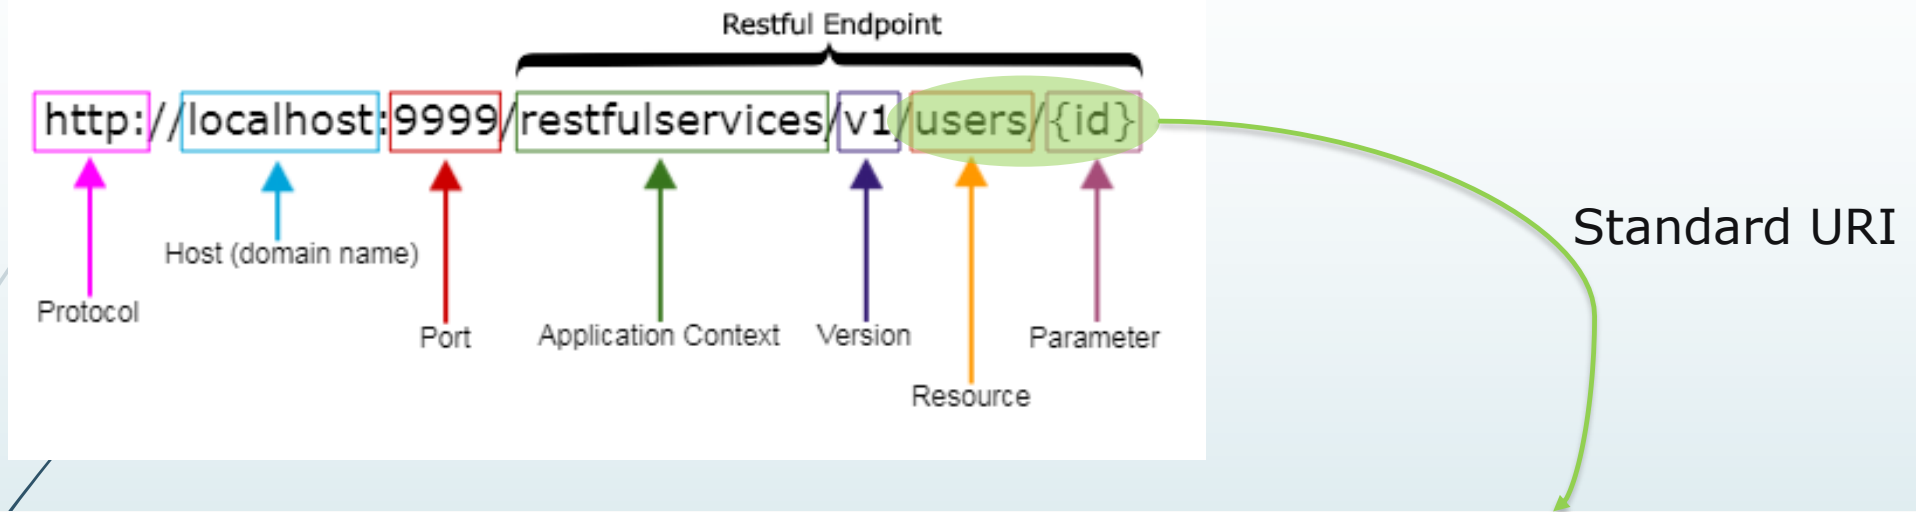 Restful Endpoint
http://localhost:9999/restfulservices/v1/users/{id}
Standard URI
Host (domain name)
Protocol
Port
Application Context
Version
Parameter
Resource